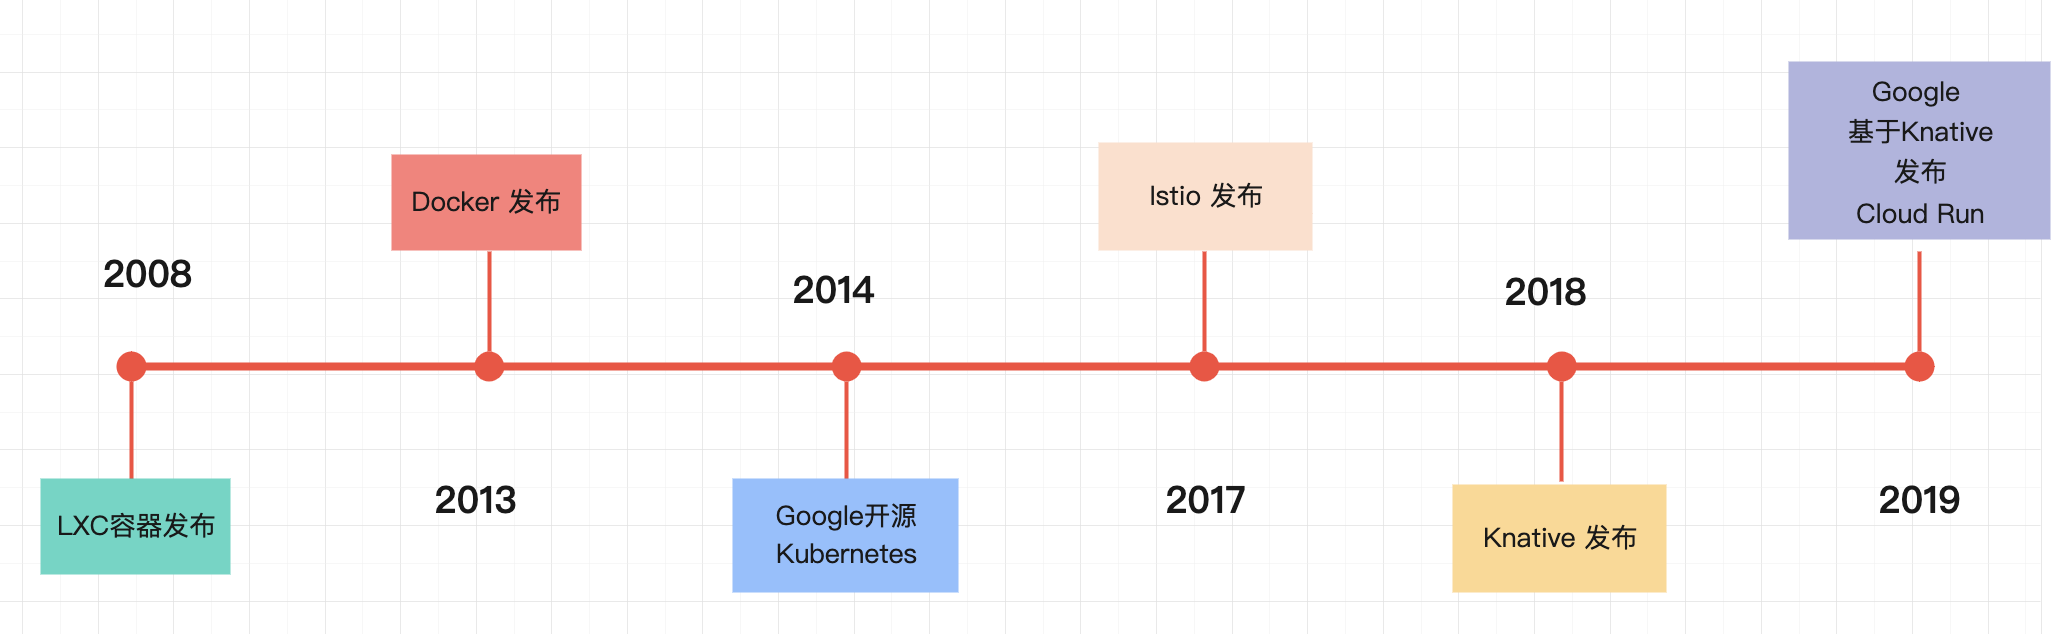 2008
LXC容器发布
Docker 发布
2013
2014
Google开源
Kubernetes
Istio 发布
2017
2018
Knative 发布
Google
基于Knative
发布
Cloud Run
2019